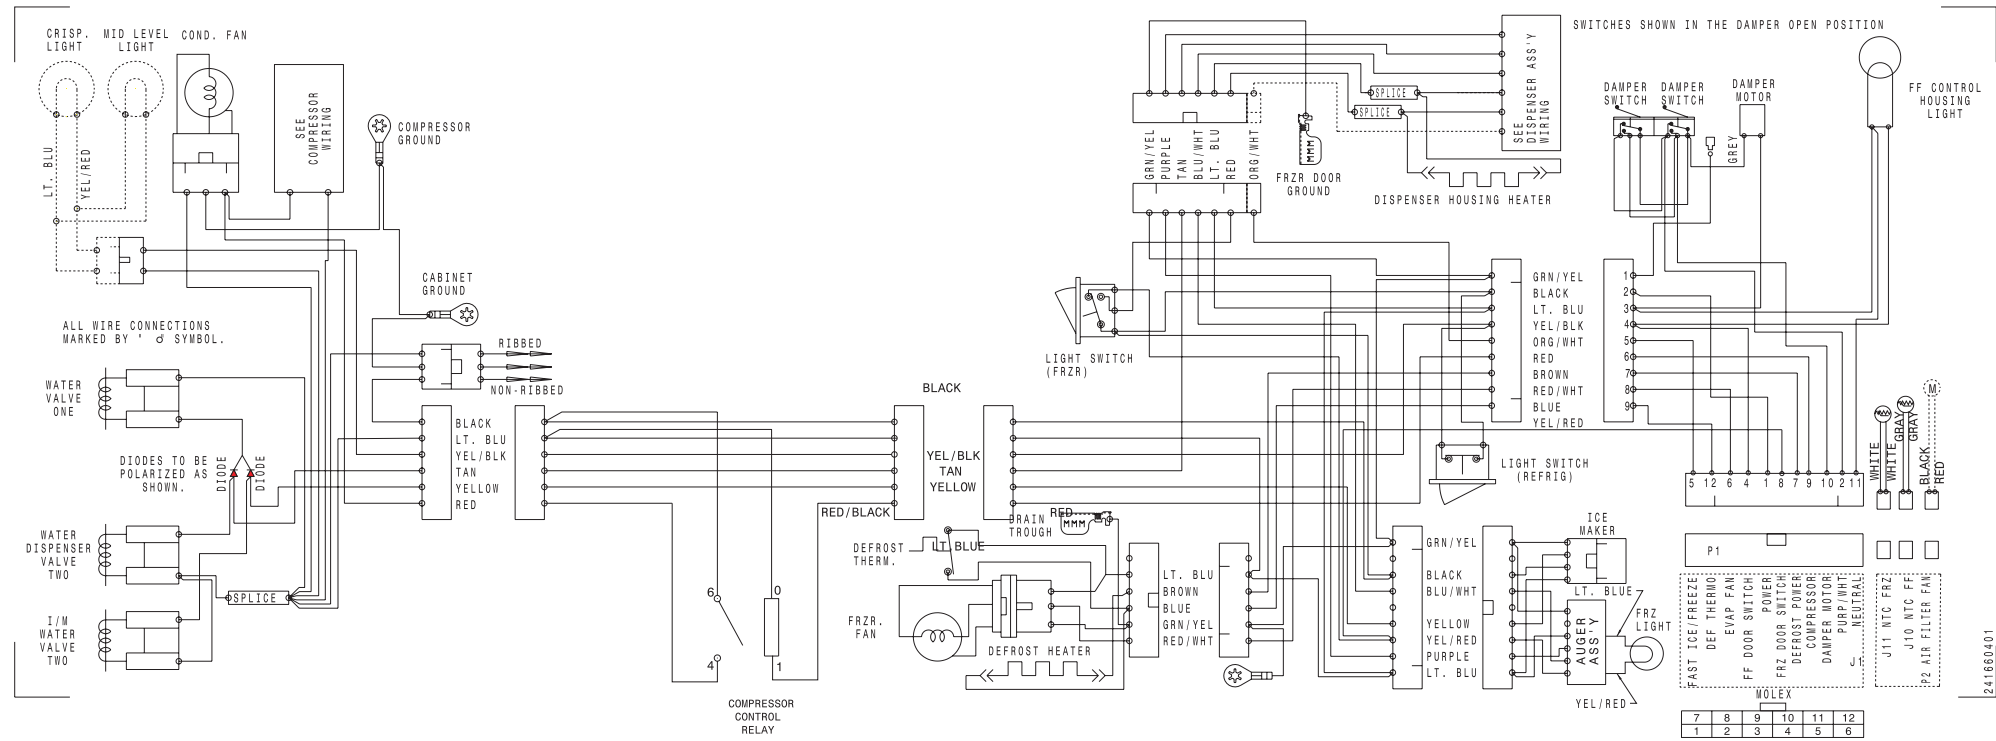 CRISP.
LIGHT
MID LEVEL
LIGHT
COND. FAN
SEE
COMPRESSOR
WIRING
COMPRESSOR
GROUND
LT. BLU
YEL/RED
CABINET
GROUND
ALL WIRE CONNECTIONS
MARKED BY ' ⚬ SYMBOL.
RIBBED
NON-RIBBED
WATER
VALVE
ONE
DIODES TO BE
POLARIZED AS
SHOWN.
DIODE
DIODE
WATER
DISPENSER
VALVE
TWO
I/M
WATER
VALVE
TWO
SPLICE
BLACK
LT. BLU
YEL/BLK
TAN
YELLOW
RED
6
4
0
1
COMPRESSOR
CONTROL
RELAY
BLACK
YEL/BLK
TAN
YELLOW
RED/BLACK
RED
GRN/YEL
PURPLE
TAN
BLU/WHT
LT. BLU
RED
ORG/WHT
FRZR DOOR
GROUND
SPLICE
SPLICE
SEE
DISPENSER ASS'Y
WIRING
DISPENSER HOUSING HEATER
SWITCHES SHOWN IN THE DAMPER OPEN POSITION
DAMPER
SWITCH
DAMPER
SWITCH
DAMPER
MOTOR
GREY
FF CONTROL
HOUSING
LIGHT
LIGHT SWITCH
(FRZR)
GRN/YEL
BLACK
LT. BLU
YEL/BLK
ORG/WHT
RED
BROWN
RED/WHT
BLUE
YEL/RED
1
2
3
4
5
6
7
8
9
LIGHT SWITCH
(REFRIG)
DRAIN
TROUGH
DEFROST
THERM.
LT. BLUE
FRZR.
FAN
DEFROST HEATER
LT. BLU
BROWN
BLUE
GRN/YEL
RED/WHT
GRN/YEL
BLACK
BLU/WHT
YELLOW
YEL/RED
PURPLE
LT. BLU
ICE
MAKER
LT. BLUE
AUGER
ASS'Y
FRZ
LIGHT
YEL/RED
5 12 6 4 1 8 7 9 10 2 11
P1
FAST ICE/FREEZE
DEF THERMO
EVAP FAN
FF DOOR SWITCH
POWER
FRZ DOOR SWITCH
DEFROST POWER
COMPRESSOR
DAMPER MOTOR
PURP/WHT
NEUTRAL
J1
WHITE
WHITE
GRAY
GRAY
M
BLACK
RED
J11 NTC FRZ
J10 NTC FF
P2 AIR FILTER FAN
MOLEX
7 8 9 10 11 12
1 2 3 4 5 6
241660401